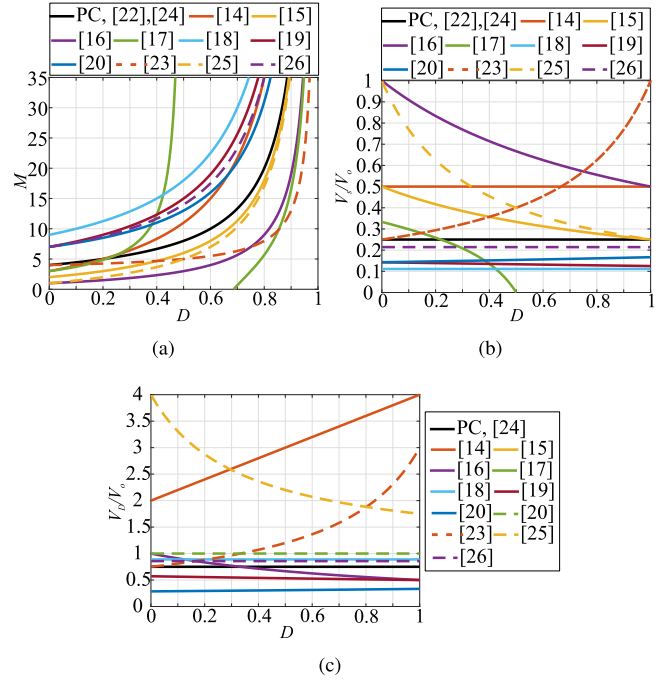 PC, [22],[24] [14] [15]
[16] [17] [18] [19]
[20] [23] [25] [26]
35
30
25
20
15
10
5
0
M
0 0.2 0.4 0.6 0.8 1
D
(a)
PC, [22],[24] [14] [15]
[16] [17] [18] [19]
[20] [23] [25] [26]
1
0.9
0.8
0.7
0.6
0.5
0.4
0.3
0.2
0.1
0
0 0.2 0.4 0.6 0.8 1
D
(b)
4
3.5
3
2.5
2
1.5
1
0.5
0
V_D/V_o
0 0.2 0.4 0.6 0.8 1
D
PC, [24]
[14] [15]
[16] [17]
[18] [19]
[20] [20]
[23] [25]
[26]
(c)